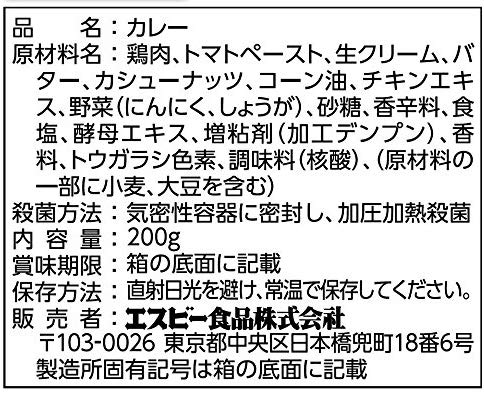 品名:カレー
原材料名:鶏肉、トマトペースト、生クリーム、バ
ター、カシューナッツ、コーン油、チキンエキ
ス、野菜(にんにく、しょうが)、砂糖、香辛料、食
塩、酵母エキス、増粘剤(加工デンプン)、香
料、トウガラシ色素、調味料(核酸)、(原材料の
一部に小麦、大豆を含む)
殺菌方法:気密性容器に密封し、加圧加熱殺菌
内容量:200g
賞味期限:箱の底面に記載
保存方法:直射日光を避け、常温で保存してください。
販売者:エスビー食品株式会社
〒103-0026 東京都中央区日本橋兜町18番6号
製造所固有記号は箱の底面に記載